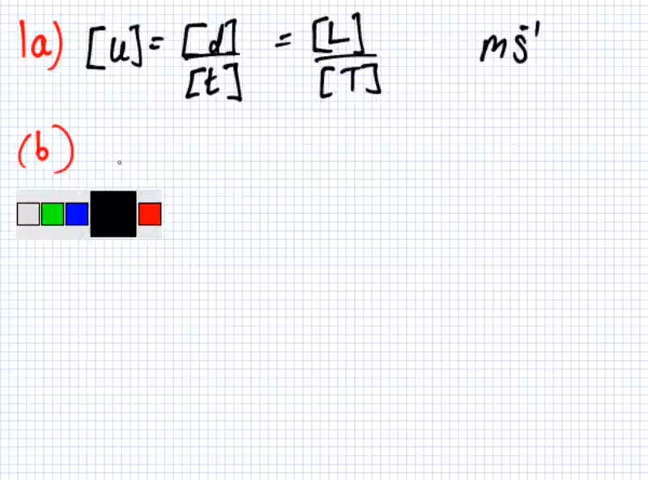 1a) [u] = [d]/[t] = [L]/[T] ms⁻¹
(b)